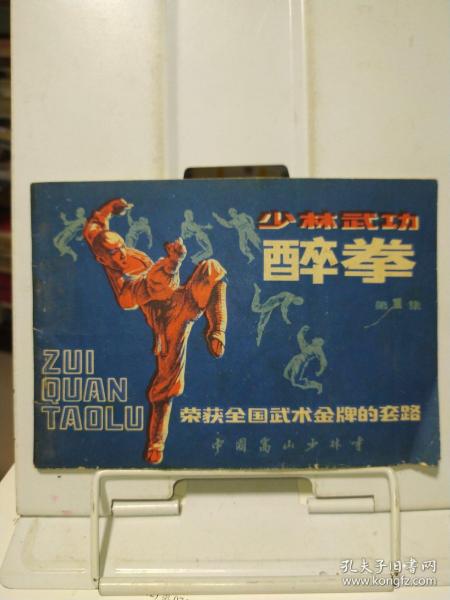 少林武功
醉拳
第 集
ZUI
QUAN
TAOLU
荣获全国武术金牌的套路
中国嵩山少林寺
孔夫子旧书网
www.kongfz.com